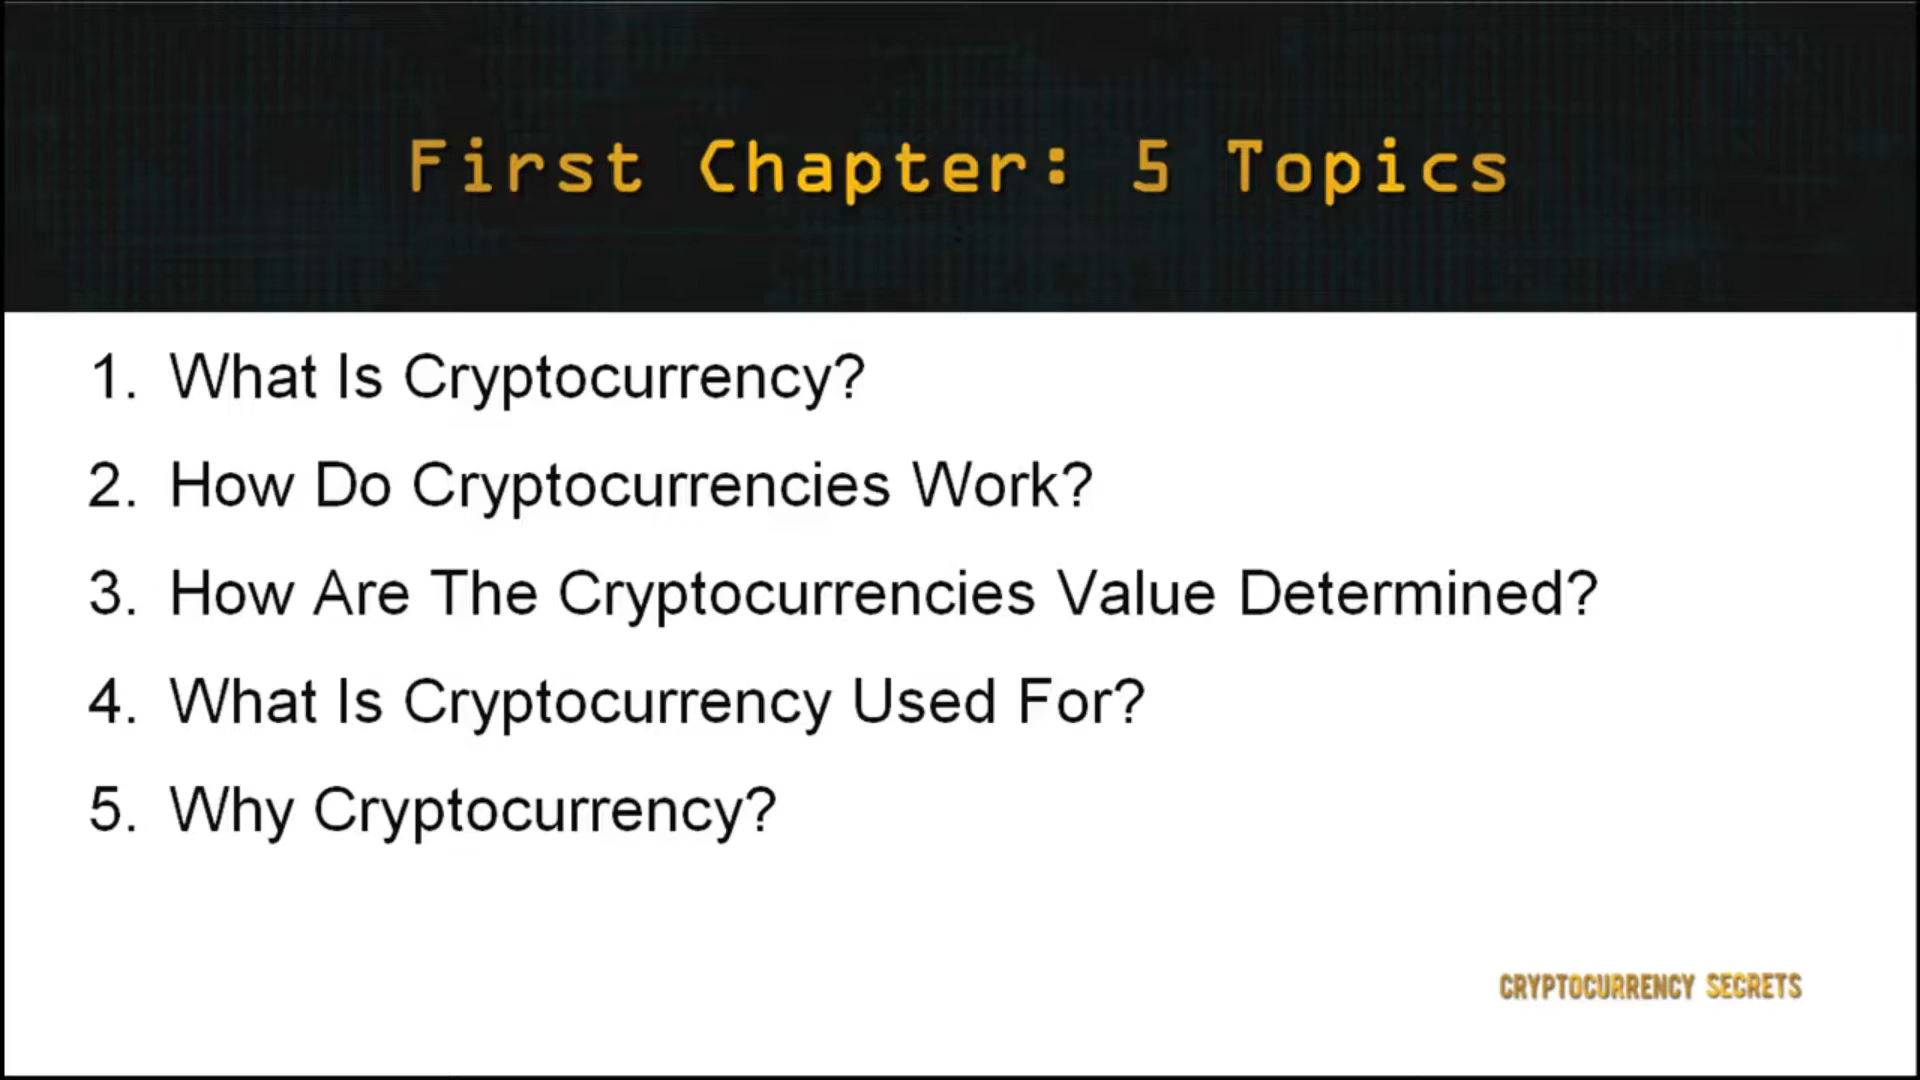 First Chapter: 5 Topics
1. What Is Cryptocurrency?
2. How Do Cryptocurrencies Work?
3. How Are The Cryptocurrencies Value Determined?
4. What Is Cryptocurrency Used For?
5. Why Cryptocurrency?
CRYPTOCURRENCY SECRETS